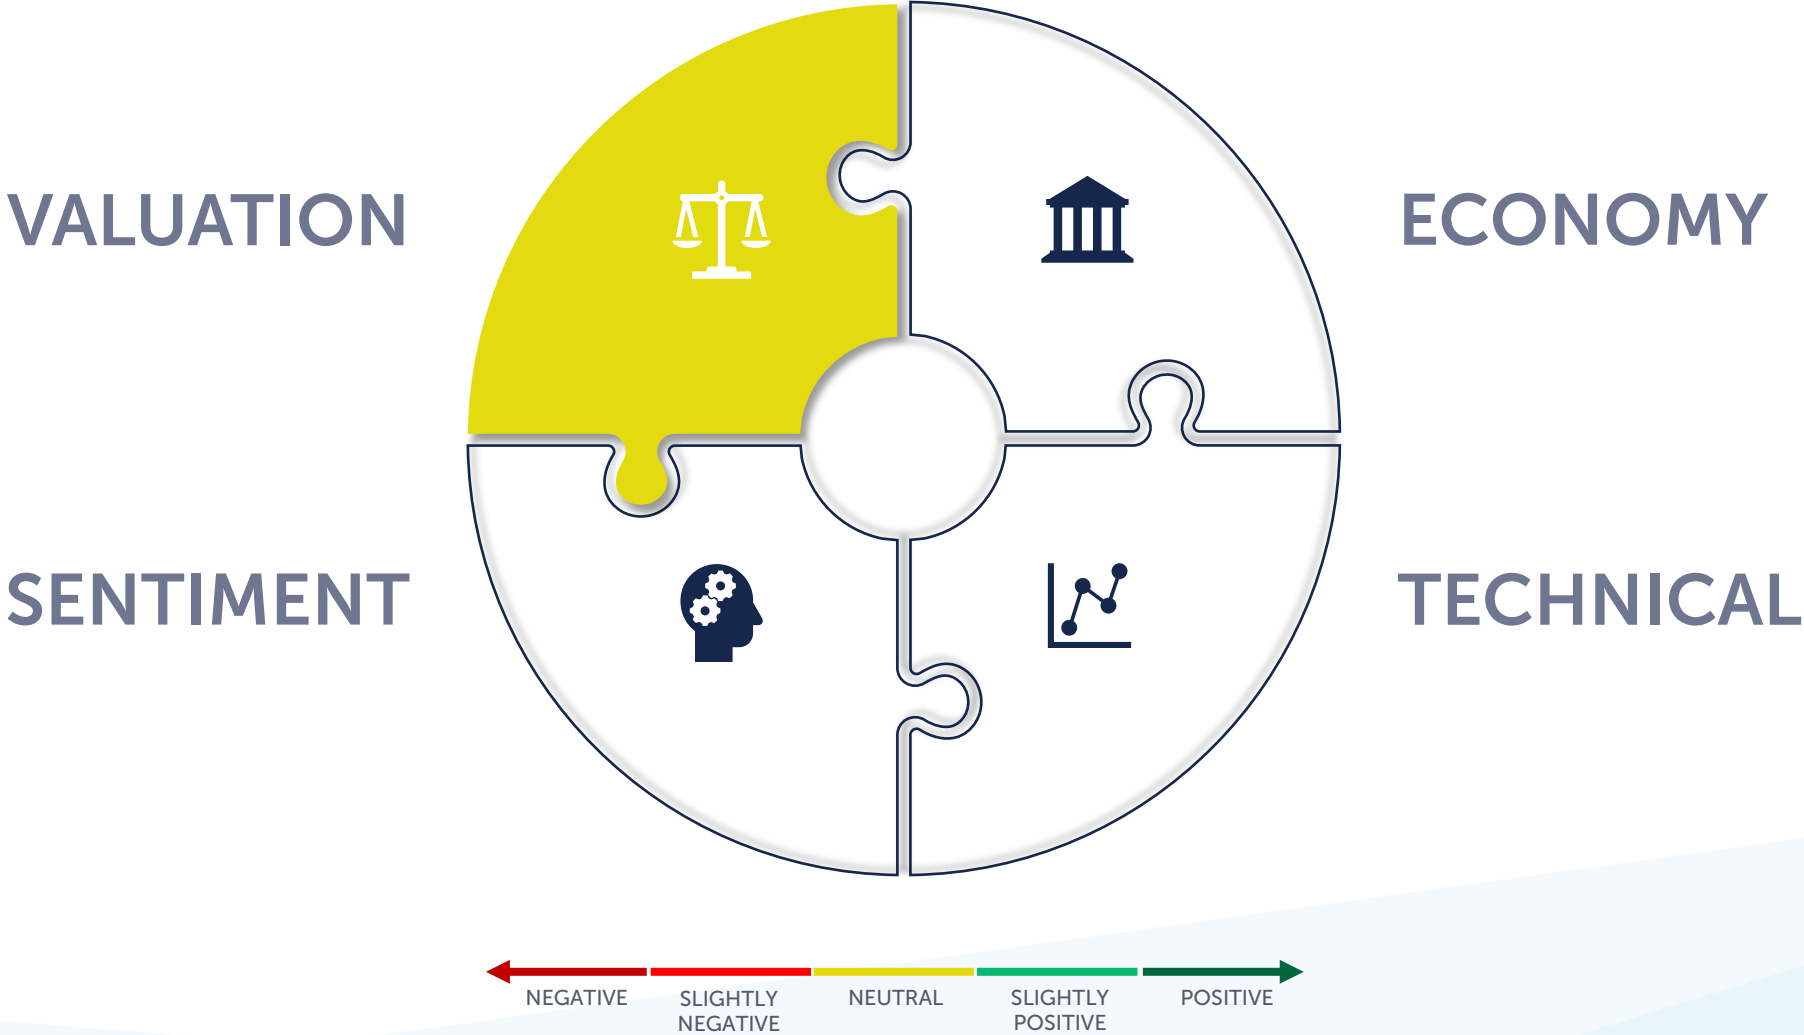 VALUATION
ECONOMY
SENTIMENT
TECHNICAL
NEGATIVE
SLIGHTLY
NEGATIVE
NEUTRAL
SLIGHTLY
POSITIVE
POSITIVE